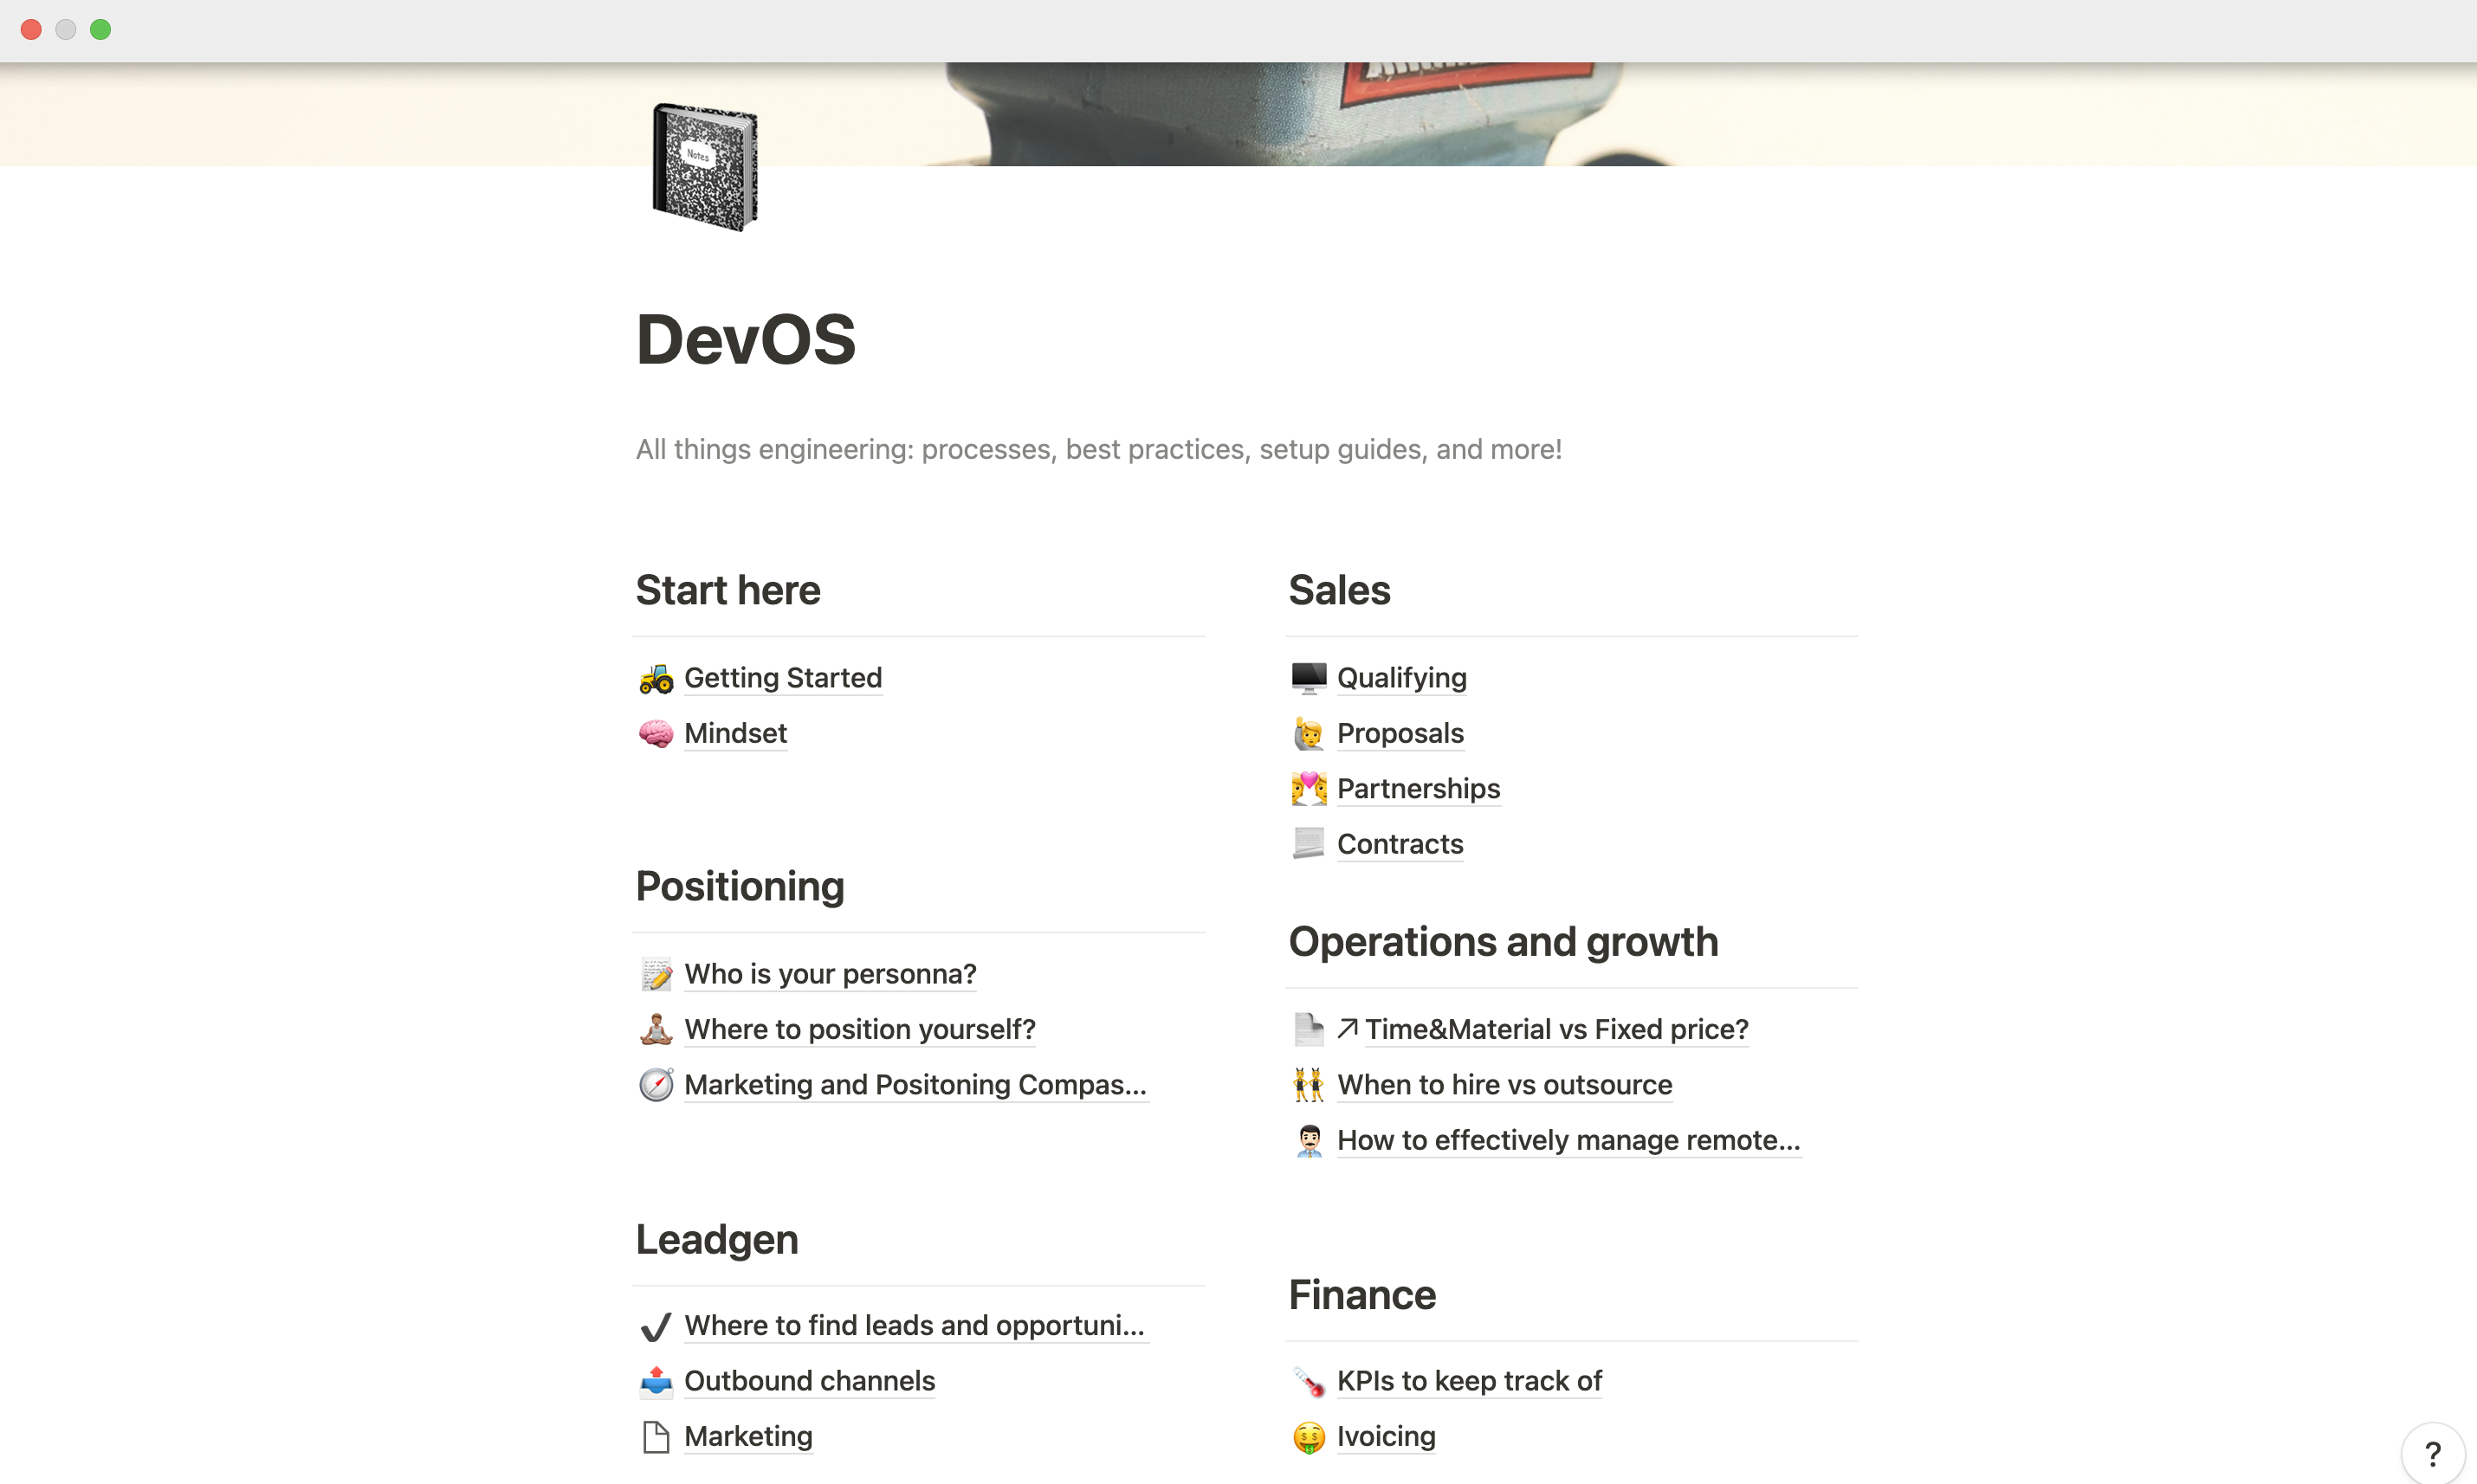 Notes
DevOS
All things engineering: processes, best practices, setup guides, and more!
Start here
Getting Started
Mindset
Positioning
Who is your personna?
Where to position yourself?
Marketing and Positoning Compas...
Leadgen
Where to find leads and opportuni...
Outbound channels
Marketing
Sales
Qualifying
Proposals
Partnerships
Contracts
Operations and growth
Time&Material vs Fixed price?
When to hire vs outsource
How to effectively manage remote...
Finance
KPIs to keep track of
Ivoicing
?